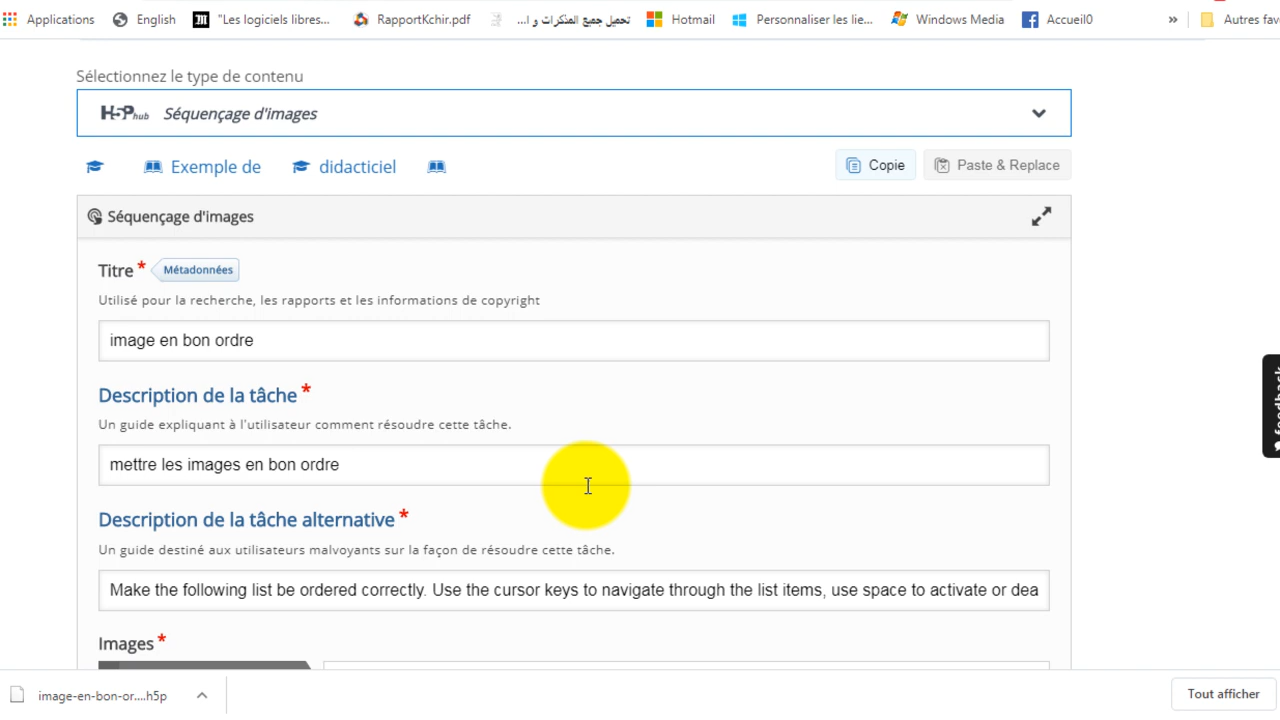 Applications English "Les logiciels libres... RapportKchir.pdf تحميل جميع المذكرات و ا... Hotmail Personnaliser les lie... Windows Media Accueil0 » Autres fav
Sélectionnez le type de contenu
H5Phub Séquençage d'images
Exemple de didacticiel Copie Paste & Replace
Séquençage d'images
Titre * Métadonnées
Utilisé pour la recherche, les rapports et les informations de copyright
image en bon ordre
Description de la tâche *
Un guide expliquant à l'utilisateur comment résoudre cette tâche.
mettre les images en bon ordre
feedback
Description de la tâche alternative *
Un guide destiné aux utilisateurs malvoyants sur la façon de résoudre cette tâche.
Make the following list be ordered correctly. Use the cursor keys to navigate through the list items, use space to activate or dea
Images *
image-en-bon-or....h5p Tout afficher